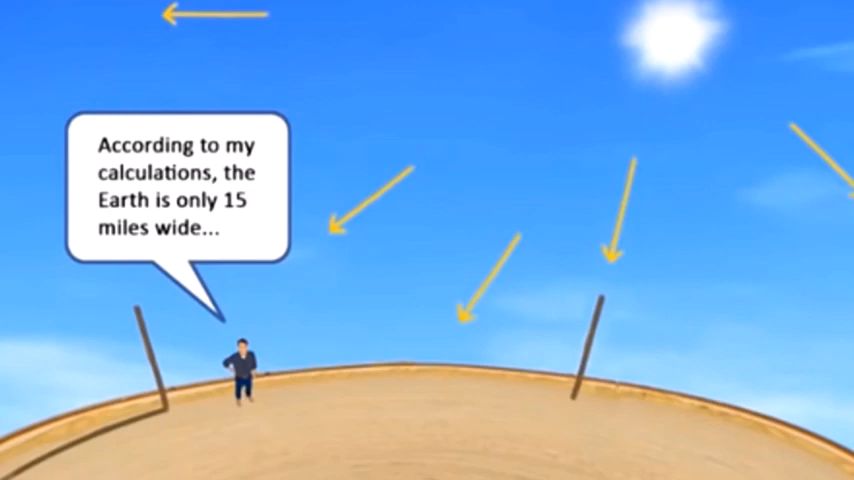 According to my
calculations, the
Earth is only 15
miles wide...